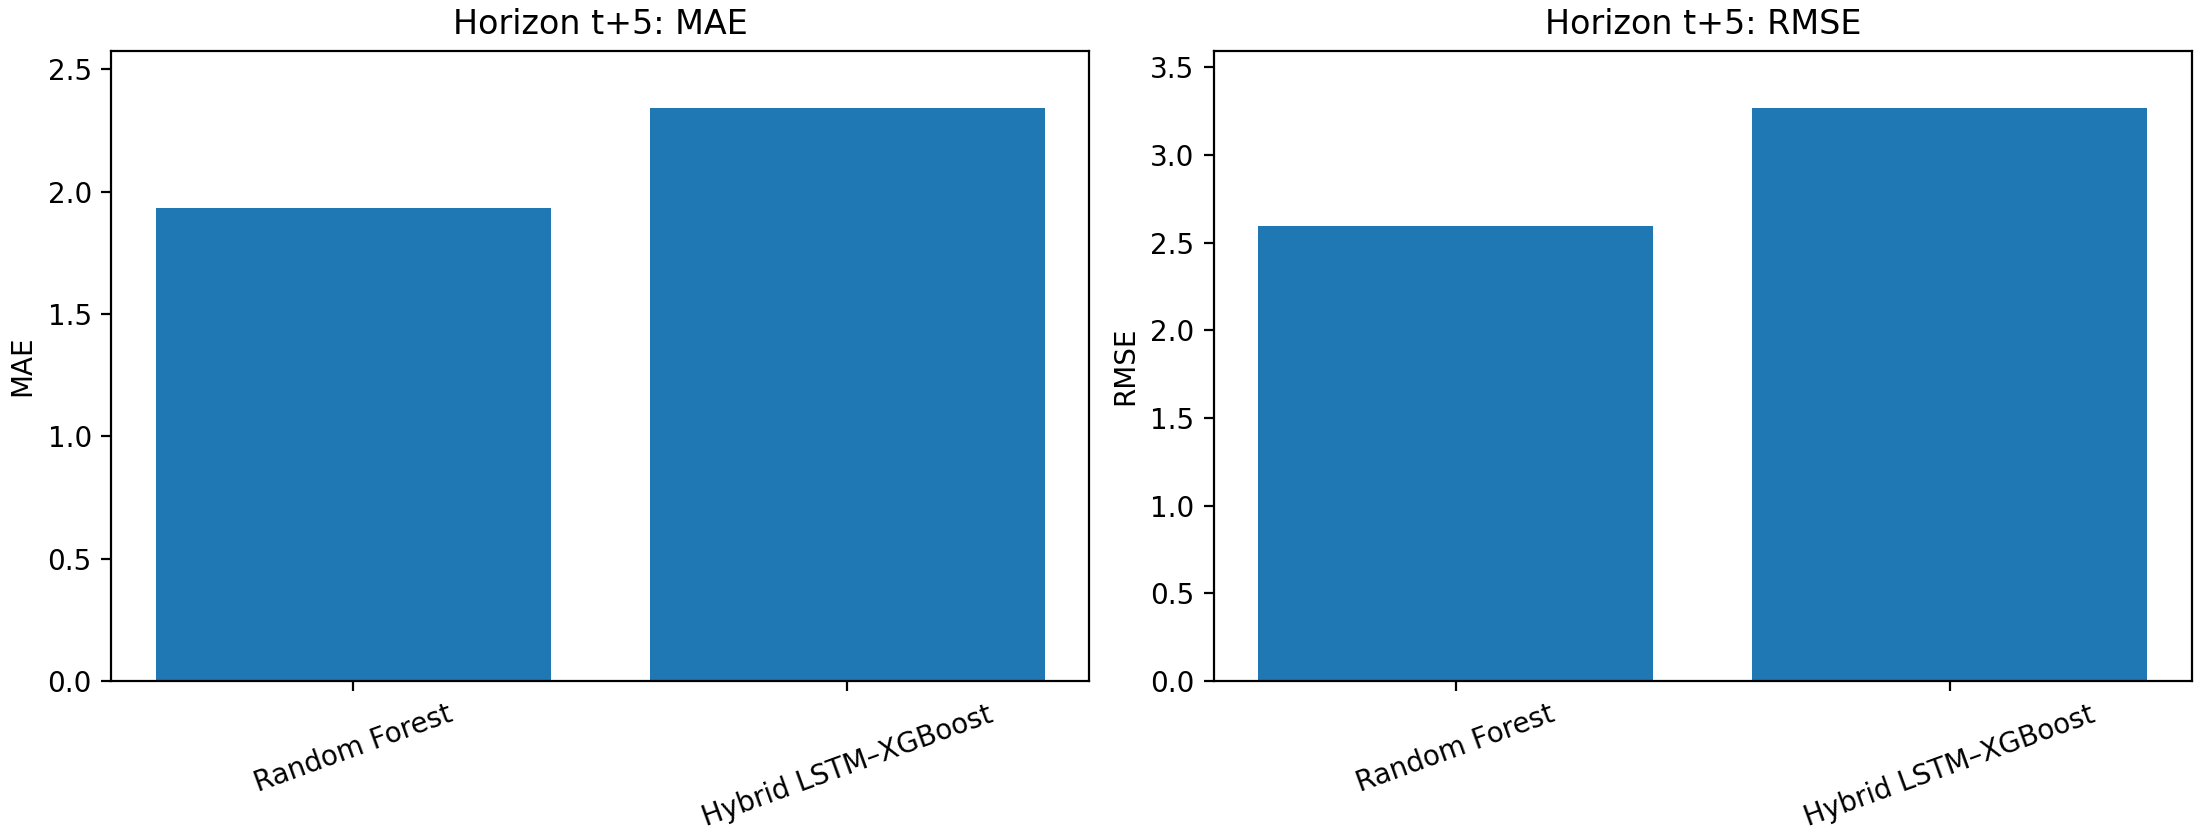 Horizon t+5: MAE
2.5
2.0
1.5
1.0
0.5
0.0
MAE
Random Forest
Hybrid LSTM–XGBoost
Horizon t+5: RMSE
3.5
3.0
2.5
2.0
1.5
1.0
0.5
0.0
RMSE
Random Forest
Hybrid LSTM–XGBoost